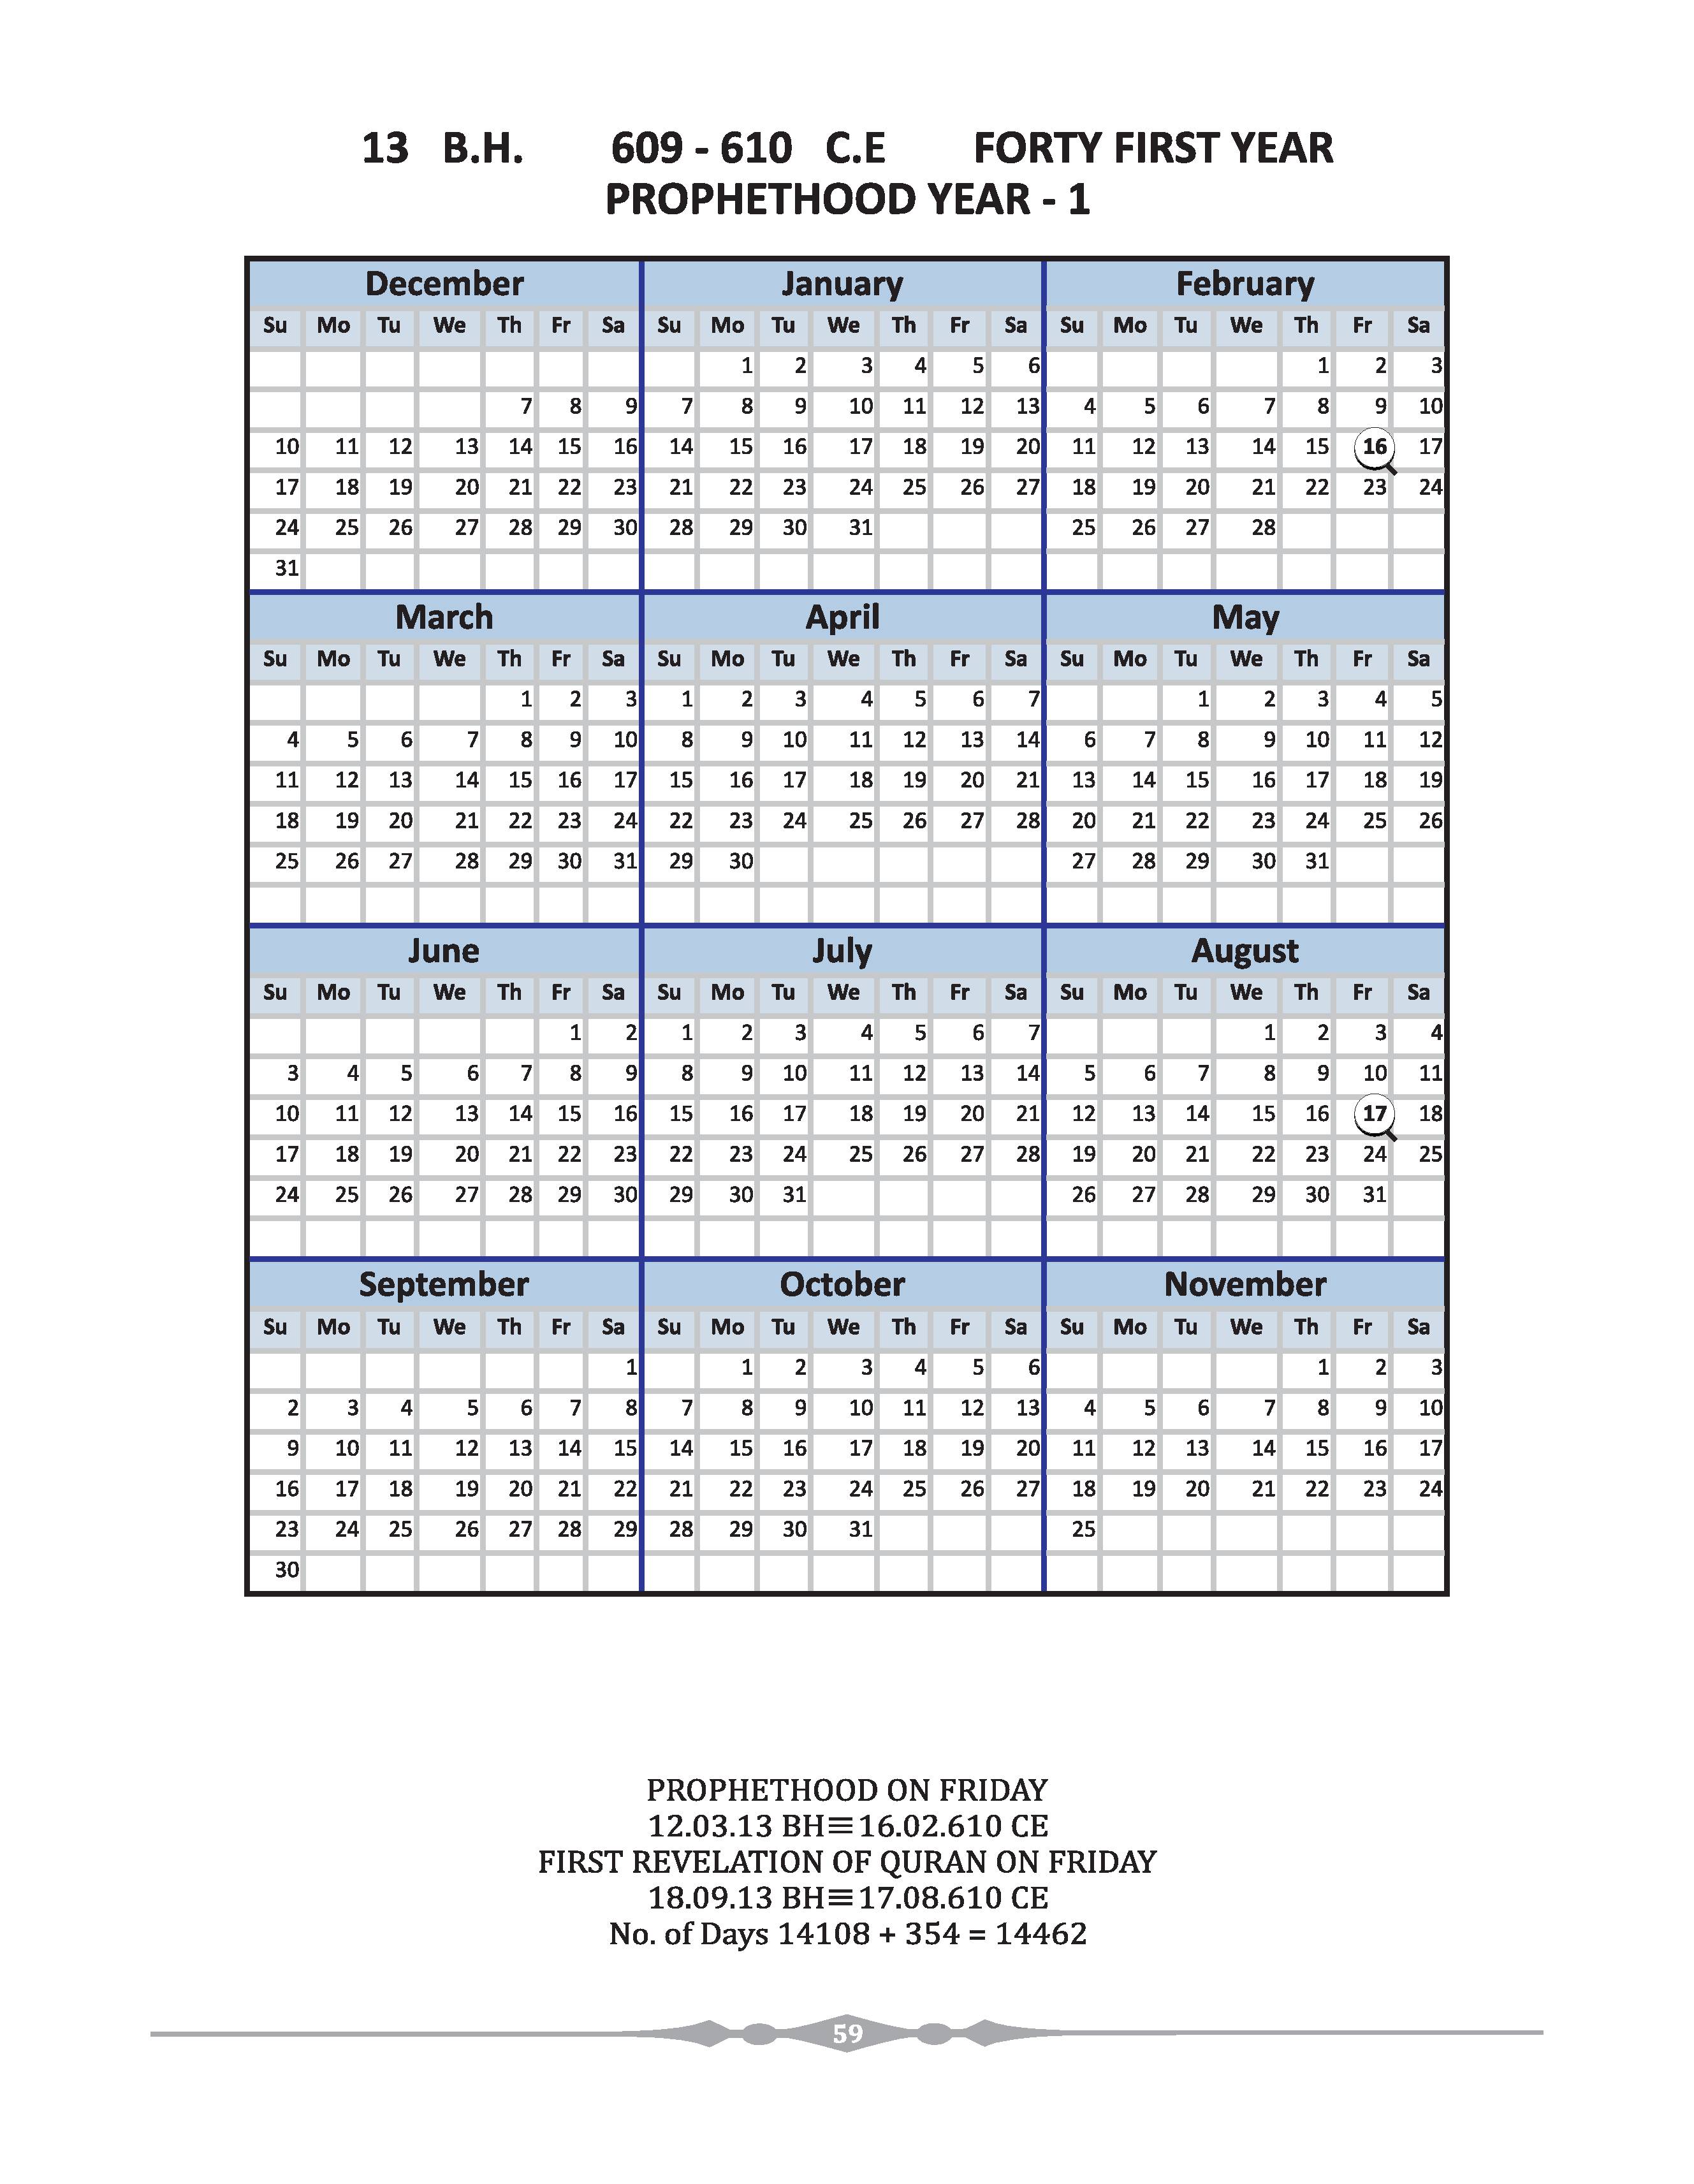 13 B.H. 609 - 610 C.E FORTY FIRST YEAR
PROPHETHOOD YEAR - 1
December January February
Su Mo Tu We Th Fr Sa Su Mo Tu We Th Fr Sa Su Mo Tu We Th Fr Sa
1 2 3 4 5 6 1 2 3
7 8 9 7 8 9 10 11 12 13 4 5 6 7 8 9 10
10 11 12 13 14 15 16 14 15 16 17 18 19 20 11 12 13 14 15 16 17
17 18 19 20 21 22 23 21 22 23 24 25 26 27 18 19 20 21 22 23 24
24 25 26 27 28 29 30 28 29 30 31 25 26 27 28
31
March April May
Su Mo Tu We Th Fr Sa Su Mo Tu We Th Fr Sa Su Mo Tu We Th Fr Sa
1 2 3 1 2 3 4 5 6 7 1 2 3 4 5
4 5 6 7 8 9 10 8 9 10 11 12 13 14 6 7 8 9 10 11 12
11 12 13 14 15 16 17 15 16 17 18 19 20 21 13 14 15 16 17 18 19
18 19 20 21 22 23 24 22 23 24 25 26 27 28 20 21 22 23 24 25 26
25 26 27 28 29 30 31 29 30 27 28 29 30 31
June July August
Su Mo Tu We Th Fr Sa Su Mo Tu We Th Fr Sa Su Mo Tu We Th Fr Sa
1 2 1 2 3 4 5 6 7 1 2 3 4
3 4 5 6 7 8 9 8 9 10 11 12 13 14 5 6 7 8 9 10 11
10 11 12 13 14 15 16 15 16 17 18 19 20 21 12 13 14 15 16 17 18
17 18 19 20 21 22 23 22 23 24 25 26 27 28 19 20 21 22 23 24 25
24 25 26 27 28 29 30 29 30 31 26 27 28 29 30 31
September October November
Su Mo Tu We Th Fr Sa Su Mo Tu We Th Fr Sa Su Mo Tu We Th Fr Sa
1 1 2 3 4 5 6 1 2 3
2 3 4 5 6 7 8 7 8 9 10 11 12 13 4 5 6 7 8 9 10
9 10 11 12 13 14 15 14 15 16 17 18 19 20 11 12 13 14 15 16 17
16 17 18 19 20 21 22 21 22 23 24 25 26 27 18 19 20 21 22 23 24
23 24 25 26 27 28 29 28 29 30 31 25
30
PROPHETHOOD ON FRIDAY
12.03.13 BH≡16.02.610 CE
FIRST REVELATION OF QURAN ON FRIDAY
18.09.13 BH≡17.08.610 CE
No. of Days 14108 + 354 = 14462
59